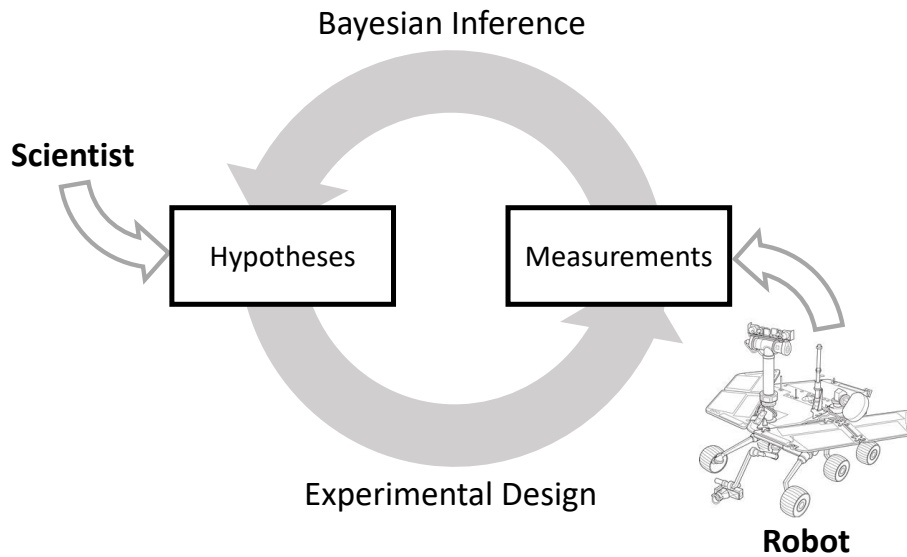 Bayesian Inference
Scientist
Hypotheses
Measurements
Experimental Design
Robot